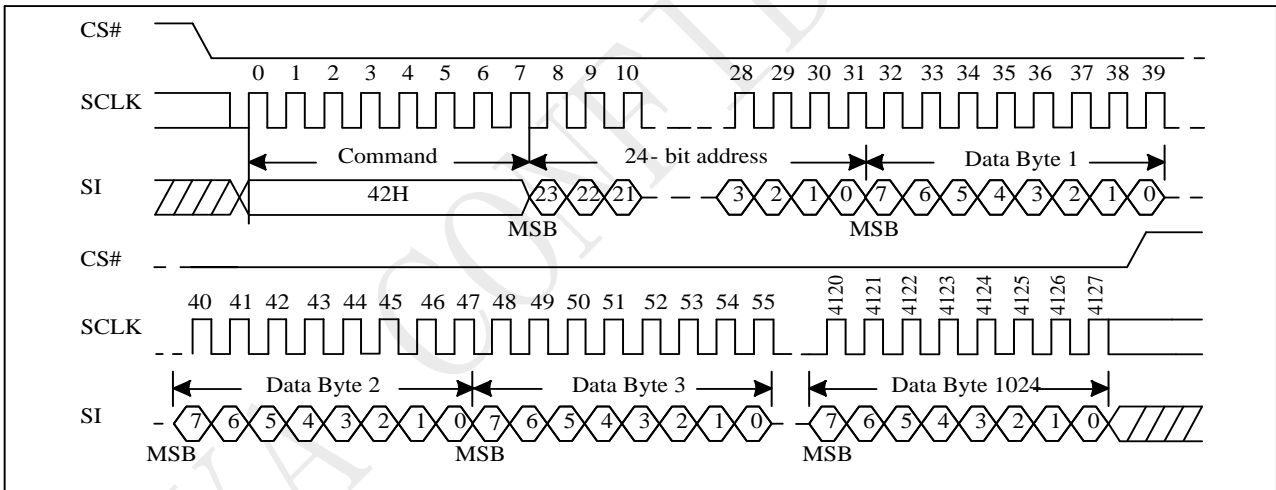 CS#
0 1 2 3 4 5 6 7 8 9 10 28 29 30 31 32 33 34 35 36 37 38 39
SCLK
Command 24- bit address Data Byte 1
SI 42H 23 22 21 3 2 1 0 7 6 5 4 3 2 1 0
MSB MSB
CS#
40 41 42 43 44 45 46 47 48 49 50 51 52 53 54 55 4120 4121 4122 4123 4124 4125 4126 4127
SCLK
Data Byte 2 Data Byte 3 Data Byte 1024
SI 7 6 5 4 3 2 1 0 7 6 5 4 3 2 1 0 7 6 5 4 3 2 1 0
MSB MSB MSB